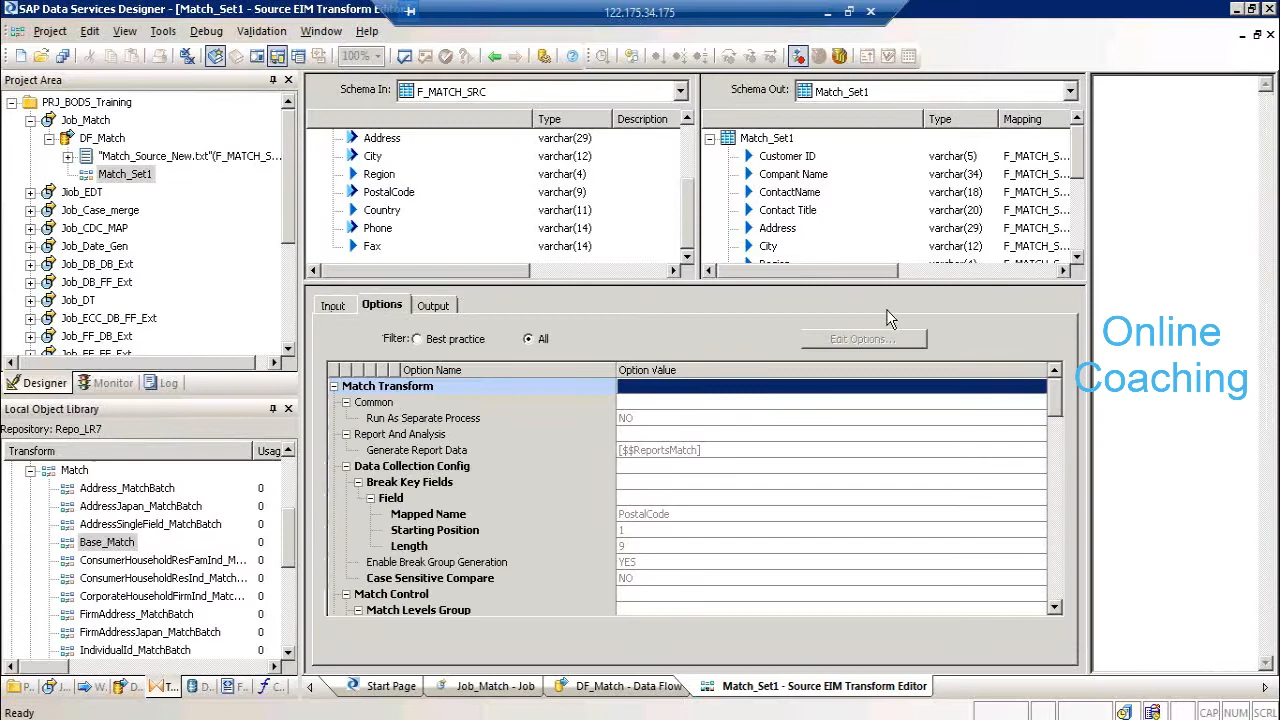 SAP Data Services Designer - [Match_Set1 - Source EIM Transform Edi
122.175.34.175
Project Edit View Tools Debug Validation Window Help
100%
Project Area
PRJ_BODS_Training
Job_Match
DF_Match
"Match_Source_New.txt"(F_MATCH_S...
Match_Set1
Jiob_EDT
Job_Case_merge
Job_CDC_MAP
Job_Date_Gen
Job_DB_DB_Ext
Job_DB_FF_Ext
Job_DT
Job_ECC_DB_FF_Ext
Job_FF_DB_Ext
Designer Monitor Log
Local Object Library
Repository: Repo_LR7
Transform Usag
Match
Address_MatchBatch 0
AddressJapan_MatchBatch 0
AddressSingleField_MatchBatch 0
Base_Match 0
ConsumerHouseholdResFamInd_M... 0
ConsumerHouseholdResInd_Match... 0
CorporateHouseholdFirmInd_Matc... 0
FirmAddress_MatchBatch 0
FirmAddressJapan_MatchBatch 0
IndividualId_MatchBatch 0
P.. J... W.. D.. T... D.. F... C..
Schema In: F_MATCH_SRC
Type Description
Address varchar(29)
City varchar(12)
Region varchar(4)
PostalCode varchar(9)
Country varchar(11)
Phone varchar(14)
Fax varchar(14)
Schema Out: Match_Set1
Type Mapping
Match_Set1
Customer ID varchar(5) F_MATCH_S...
Compant Name varchar(34) F_MATCH_S...
ContactName varchar(18) F_MATCH_S...
Contact Title varchar(20) F_MATCH_S...
Address varchar(29) F_MATCH_S...
City varchar(12) F_MATCH_S...
Input Options Output
Filter: Best practice All
Edit Options...
Option Name Option Value
Match Transform
Common
Run As Separate Process NO
Report And Analysis
Generate Report Data [$$ReportsMatch]
Data Collection Config
Break Key Fields
Field
Mapped Name PostalCode
Starting Position 1
Length 9
Enable Break Group Generation YES
Case Sensitive Compare NO
Match Control
Match Levels Group
Online
Coaching
Start Page Job_Match - Job DF_Match - Data Flow Match_Set1 - Source EIM Transform Editor
Ready
CAP NUM SCRL